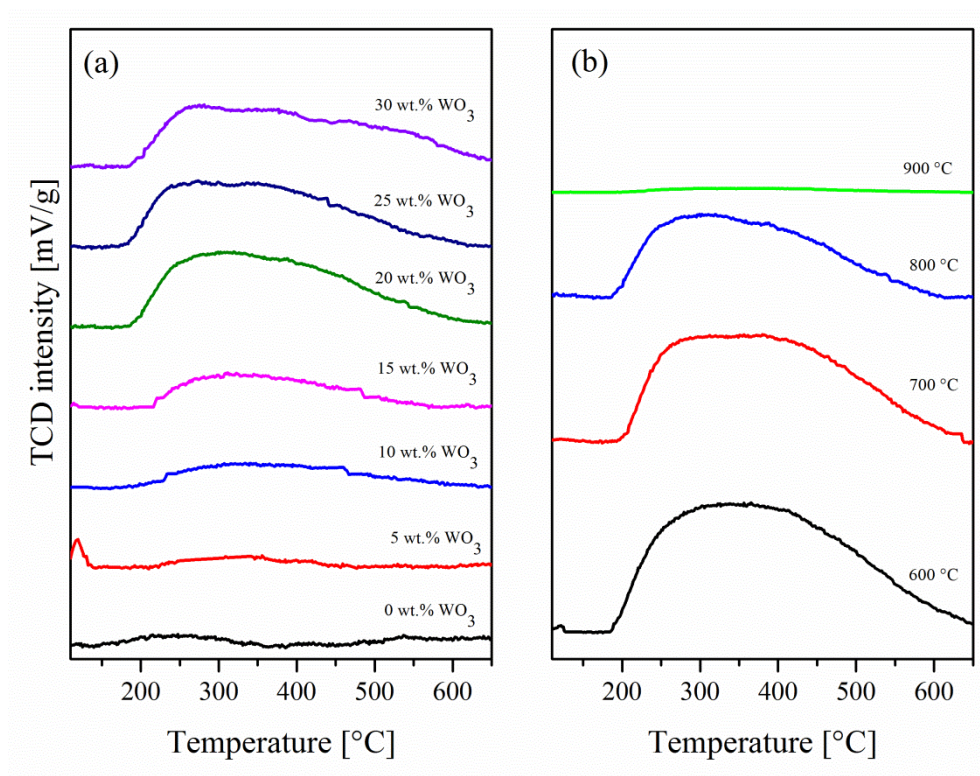 (a)
30 wt.% WO3
25 wt.% WO3
20 wt.% WO3
15 wt.% WO3
10 wt.% WO3
5 wt.% WO3
0 wt.% WO3
TCD intensity [mV/g]
200 300 400 500 600
Temperature [°C]
(b)
900 °C
800 °C
700 °C
600 °C
200 300 400 500 600
Temperature [°C]